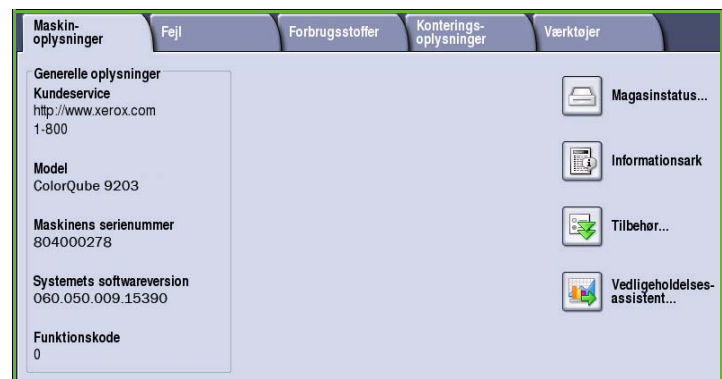 Maskin-
oplysninger
Fejl
Forbrugsstoffer
Konterings-
oplysninger
Værktøjer
Generelle oplysninger
Kundeservice
http://www.xerox.com
1-800
Model
ColorQube 9203
Maskinens serienummer
804000278
Systemets softwareversion
060.050.009.15390
Funktionskode
0
Magasinstatus...
Informationsark
Tilbehør...
Vedligeholdelses-
assistent...